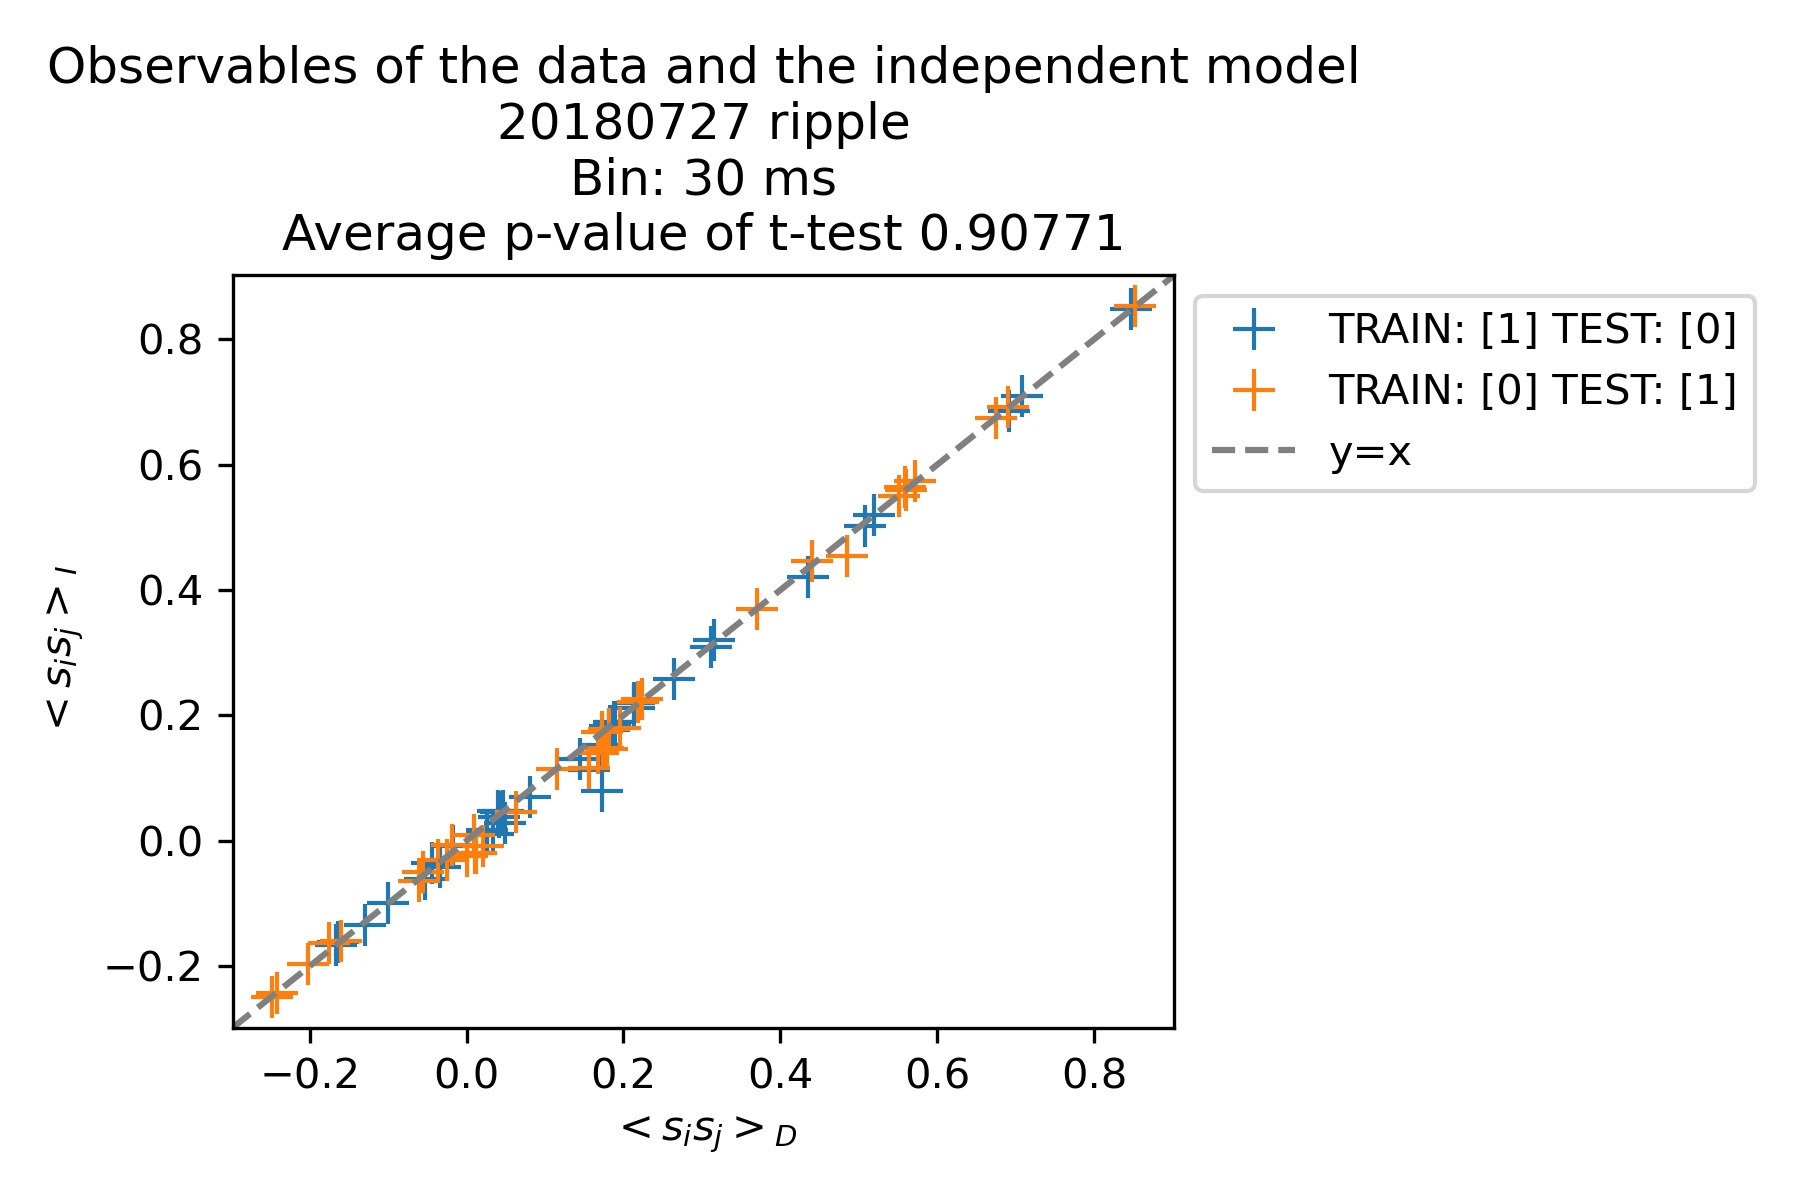 Observables of the data and the independent model
20180727 ripple
Bin: 30 ms
Average p-value of t-test 0.90771
0.8
0.6
0.4
0.2
0.0
−0.2
< s_i s_j >_I
−0.2 0.0 0.2 0.4 0.6 0.8
< s_i s_j >_D
TRAIN: [1] TEST: [0]
TRAIN: [0] TEST: [1]
y=x